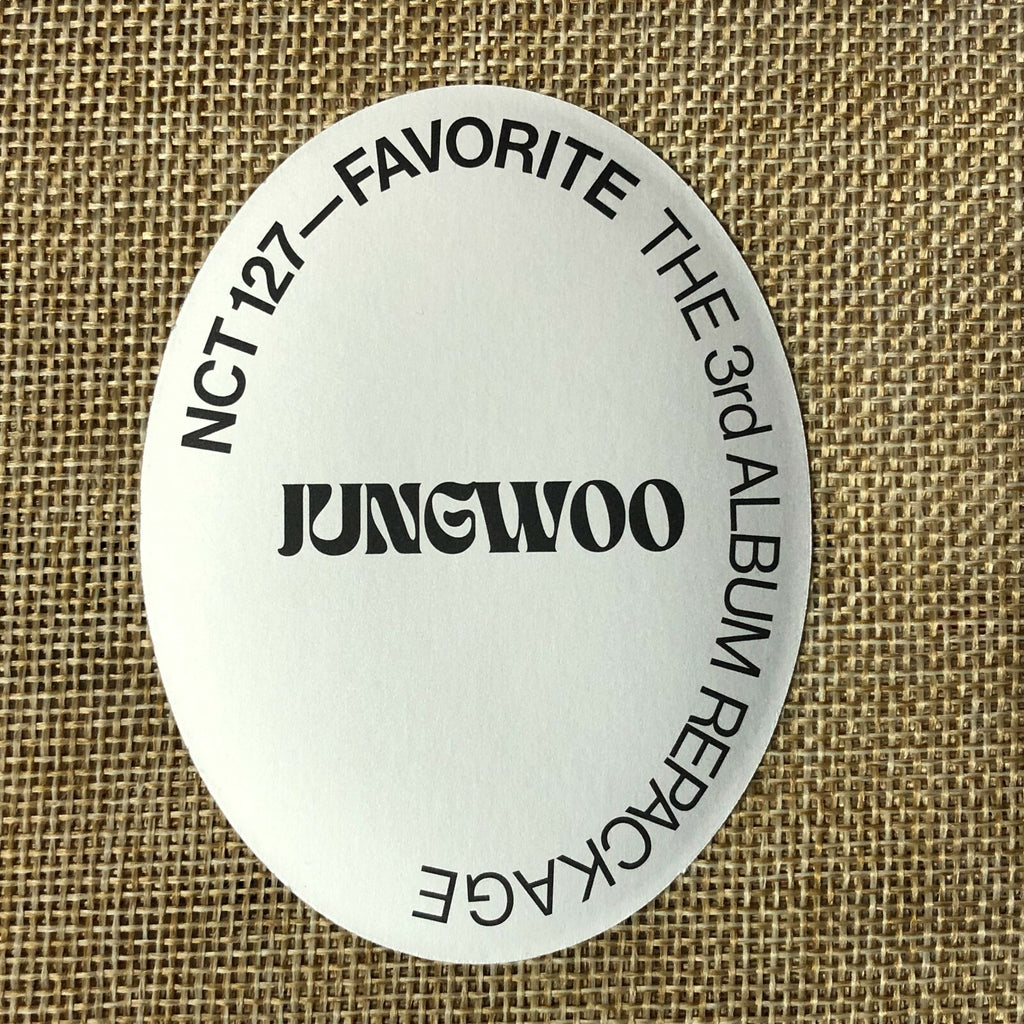 NCT 127—FAVORITE THE 3rd ALBUM REPACKAGE
JUNGWOO